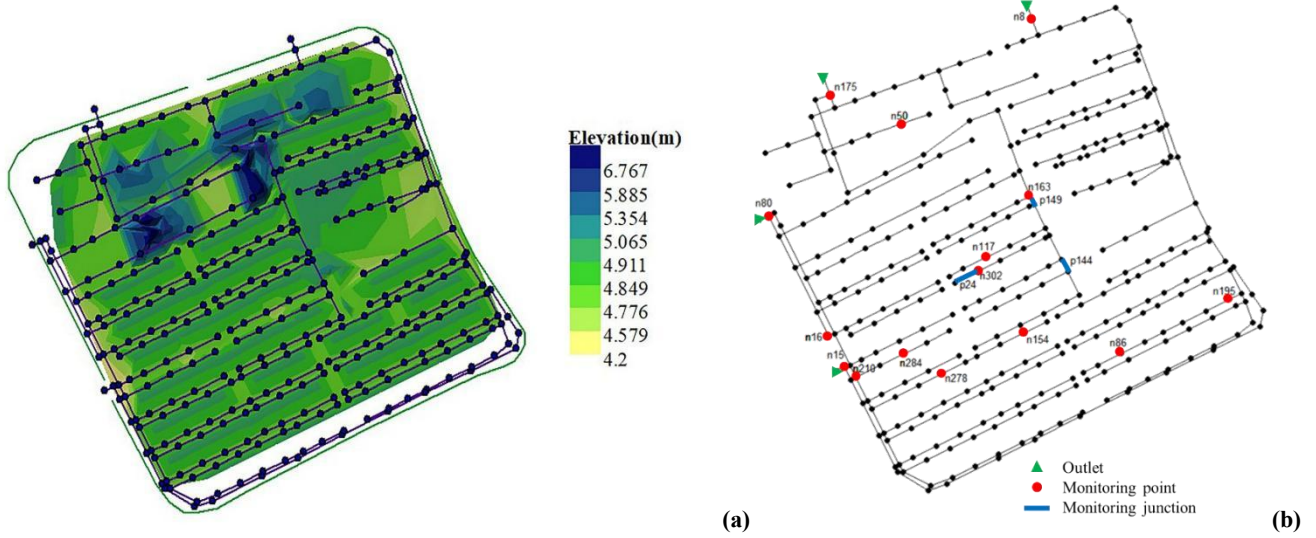 Elevation(m)
6.767
5.885
5.354
5.065
4.911
4.849
4.776
4.579
4.2
(a)
n8
n175
n50
n163
p149
n80
n117
n302
p24
p144
n195
n16
n154
n15
n210
n284
n86
n278
Outlet
Monitoring point
Monitoring junction
(b)